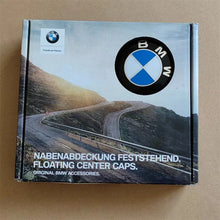 BMW
NABENABDECKUNG FESTSTEHEND.
FLOATING CENTER CAPS.
ORIGINAL BMW ACCESSORIES.